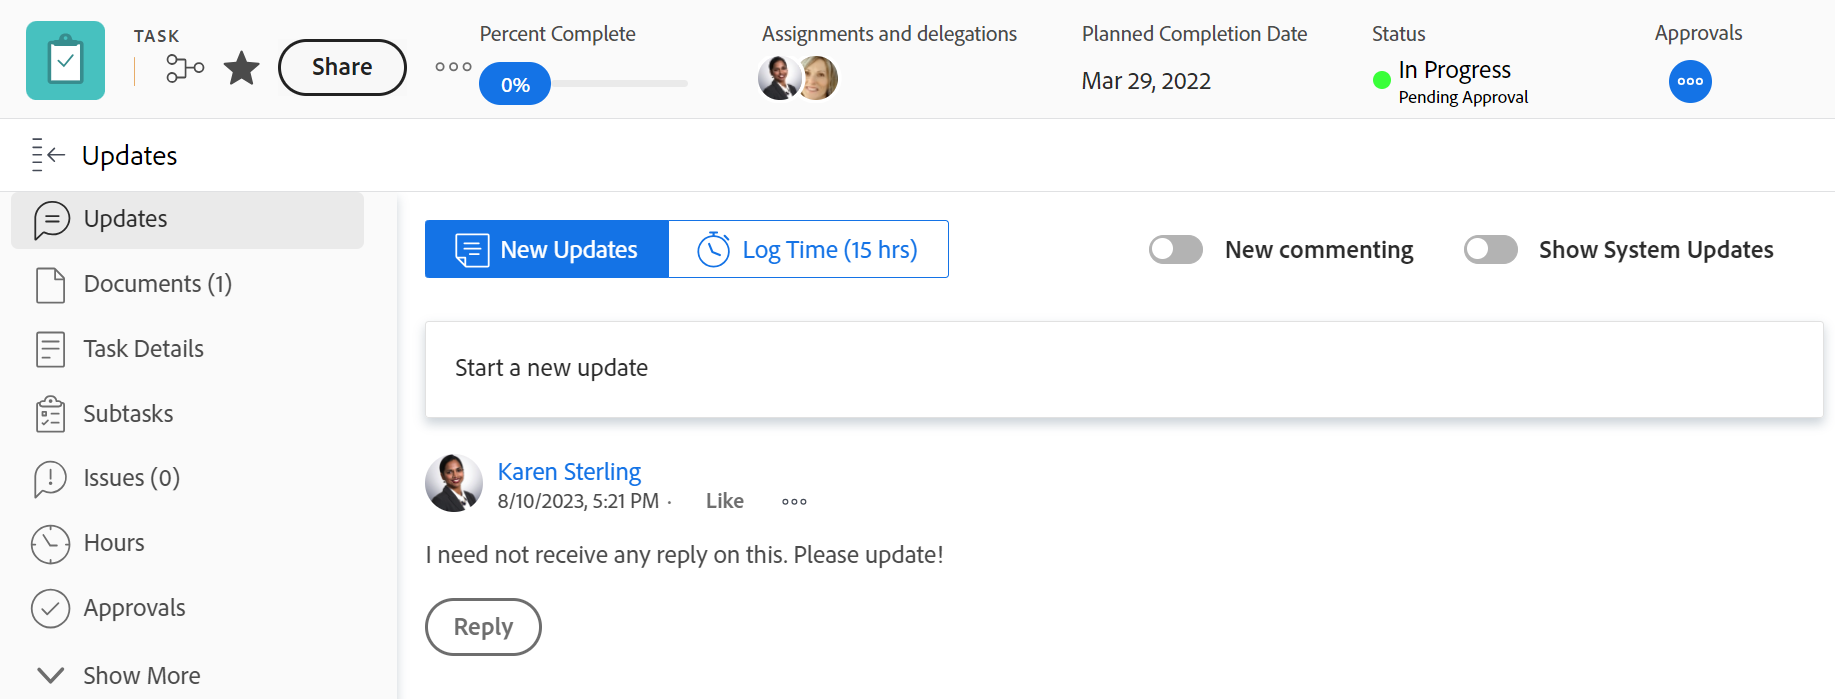 TASK
Share
Percent Complete
0%
Assignments and delegations
Planned Completion Date
Mar 29, 2022
Status
In Progress
Pending Approval
Approvals
Updates
Updates
Documents (1)
Task Details
Subtasks
Issues (0)
Hours
Approvals
Show More
New Updates
Log Time (15 hrs)
New commenting
Show System Updates
Start a new update
Karen Sterling
8/10/2023, 5:21 PM ·
Like
I need not receive any reply on this. Please update!
Reply